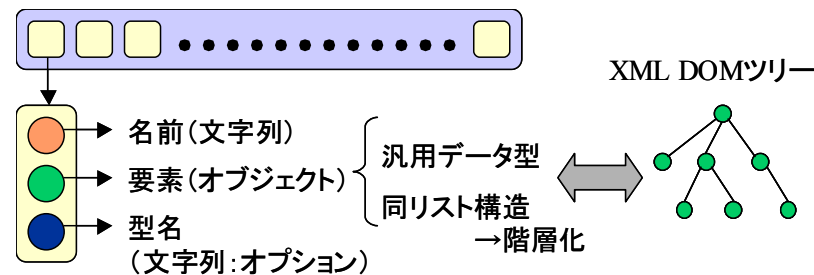 XML DOMツリー
名前(文字列)
要素(オブジェクト)
型名
(文字列:オプション)
汎用データ型
同リスト構造
→階層化